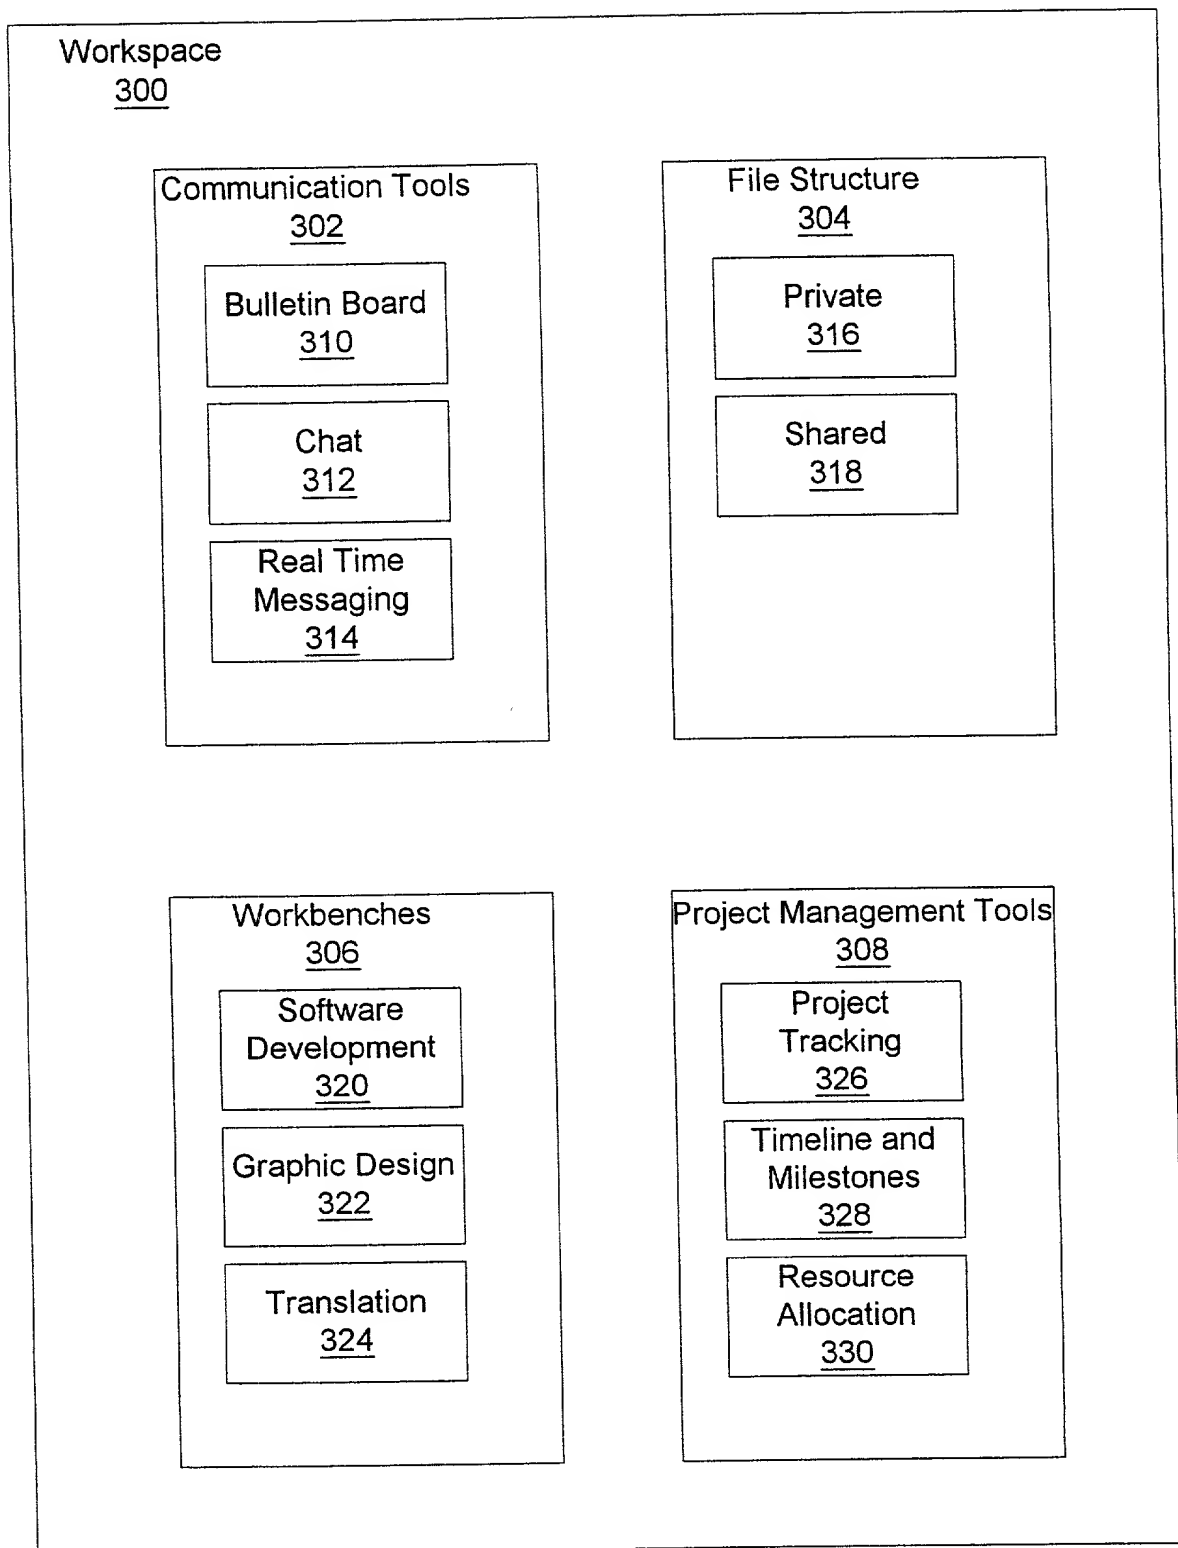 Workspace
300
Communication Tools
302
Bulletin Board
310
Chat
312
Real Time
Messaging
314
File Structure
304
Private
316
Shared
318
Workbenches
306
Software
Development
320
Graphic Design
322
Translation
324
Project Management Tools
308
Project
Tracking
326
Timeline and
Milestones
328
Resource
Allocation
330